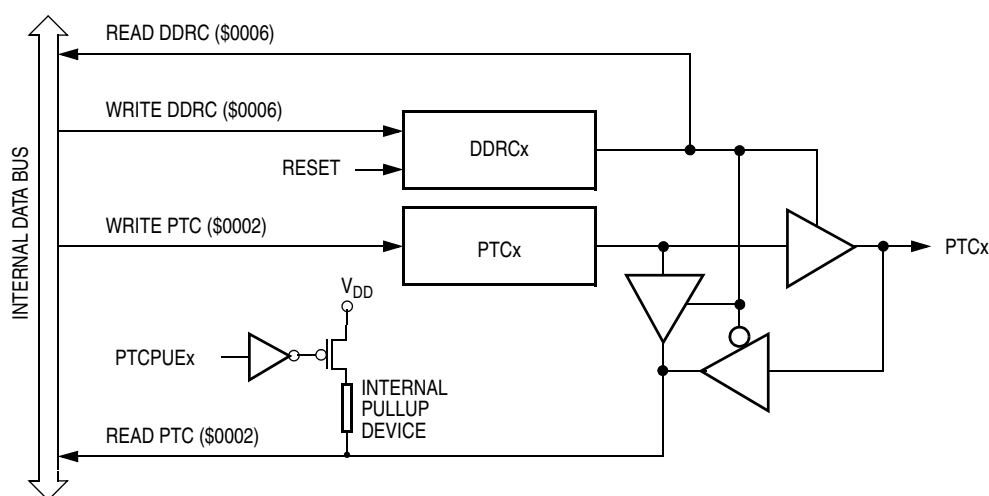 READ DDRC ($0006)
WRITE DDRC ($0006)
DDRCx
RESET
INTERNAL DATA BUS
WRITE PTC ($0002)
PTCx
PTCx
VDD
PTCPUEx
INTERNAL
PULLUP
DEVICE
READ PTC ($0002)